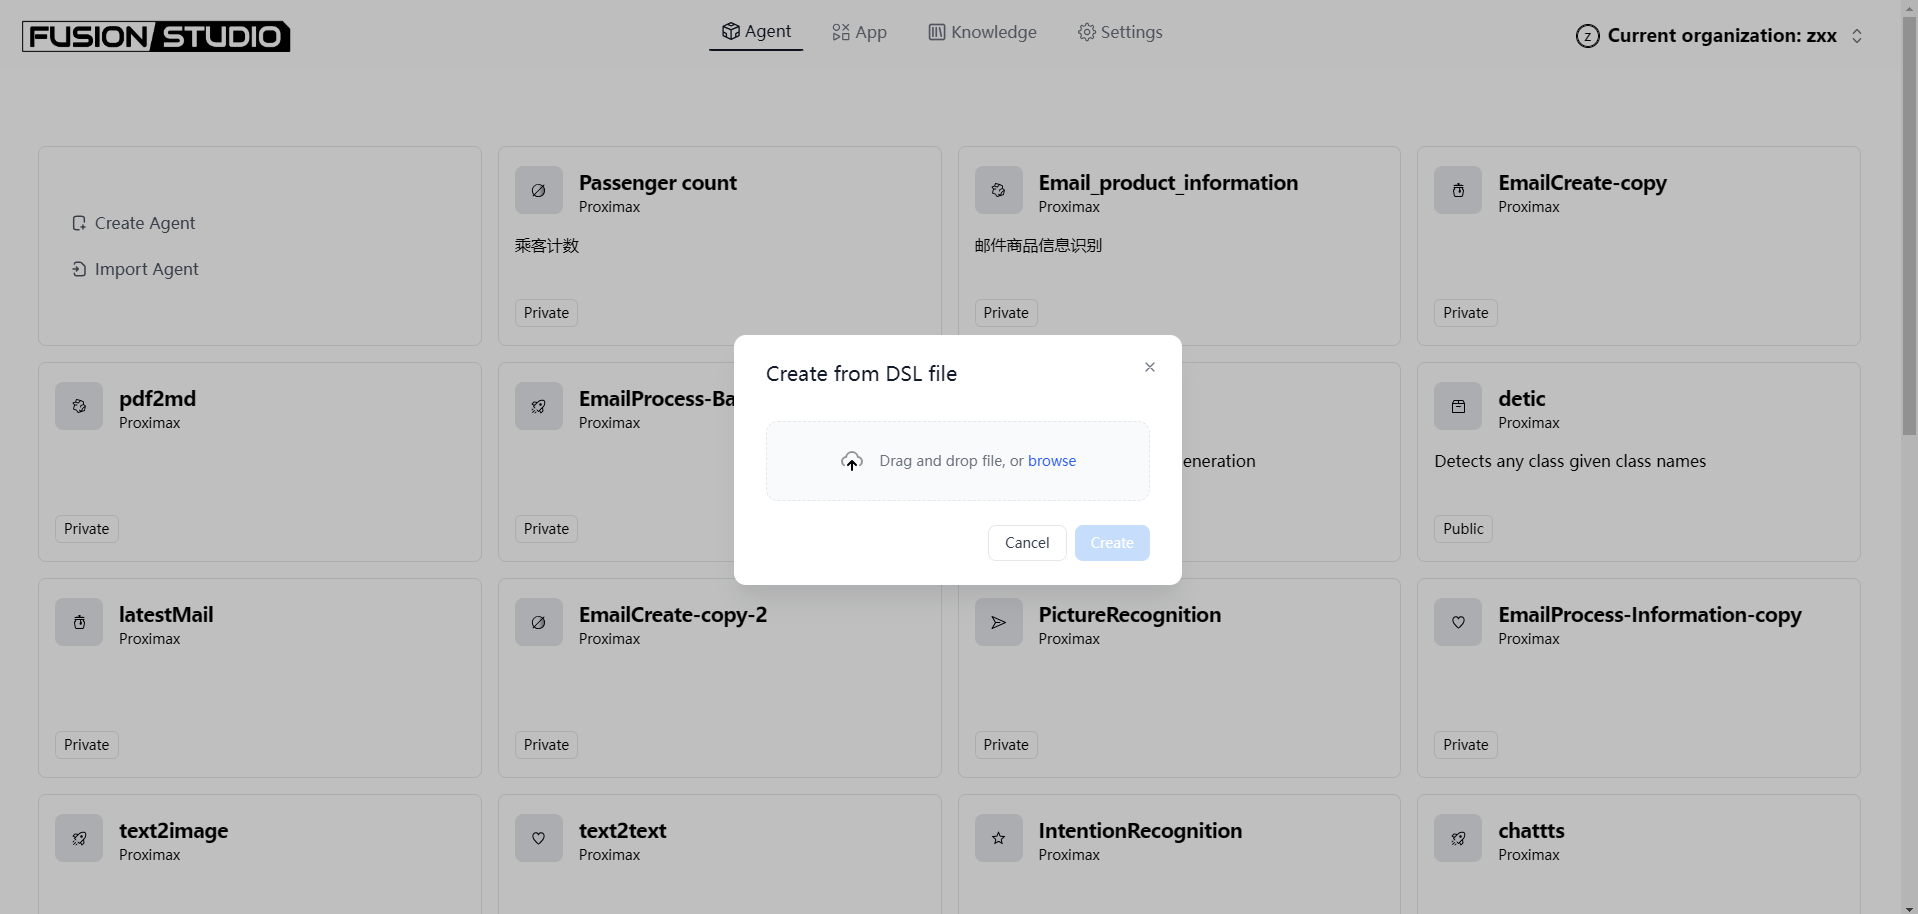 FUSION STUDIO
Agent
App
Knowledge
Settings
z
Current organization: zxx
Create Agent
Import Agent
Passenger count
Proximax
乘客计数
Private
Email_product_information
Proximax
邮件商品信息识别
Private
EmailCreate-copy
Proximax
Private
pdf2md
Proximax
Private
EmailProcess-Ba
Proximax
Private
eneration
detic
Proximax
Detects any class given class names
Public
Create from DSL file
Drag and drop file, or browse
Cancel
Create
latestMail
Proximax
Private
EmailCreate-copy-2
Proximax
Private
PictureRecognition
Proximax
Private
EmailProcess-Information-copy
Proximax
Private
text2image
Proximax
text2text
Proximax
IntentionRecognition
Proximax
chattts
Proximax